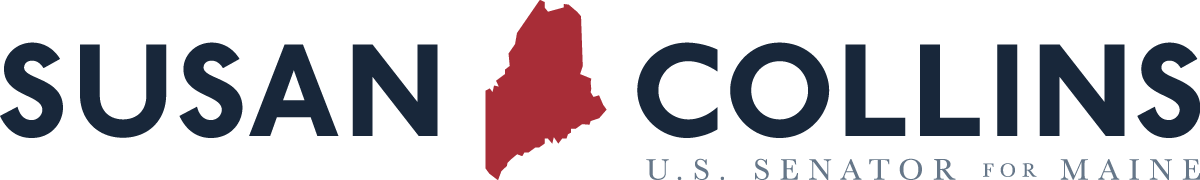 SUSAN COLLINS
U.S. SENATOR FOR MAINE